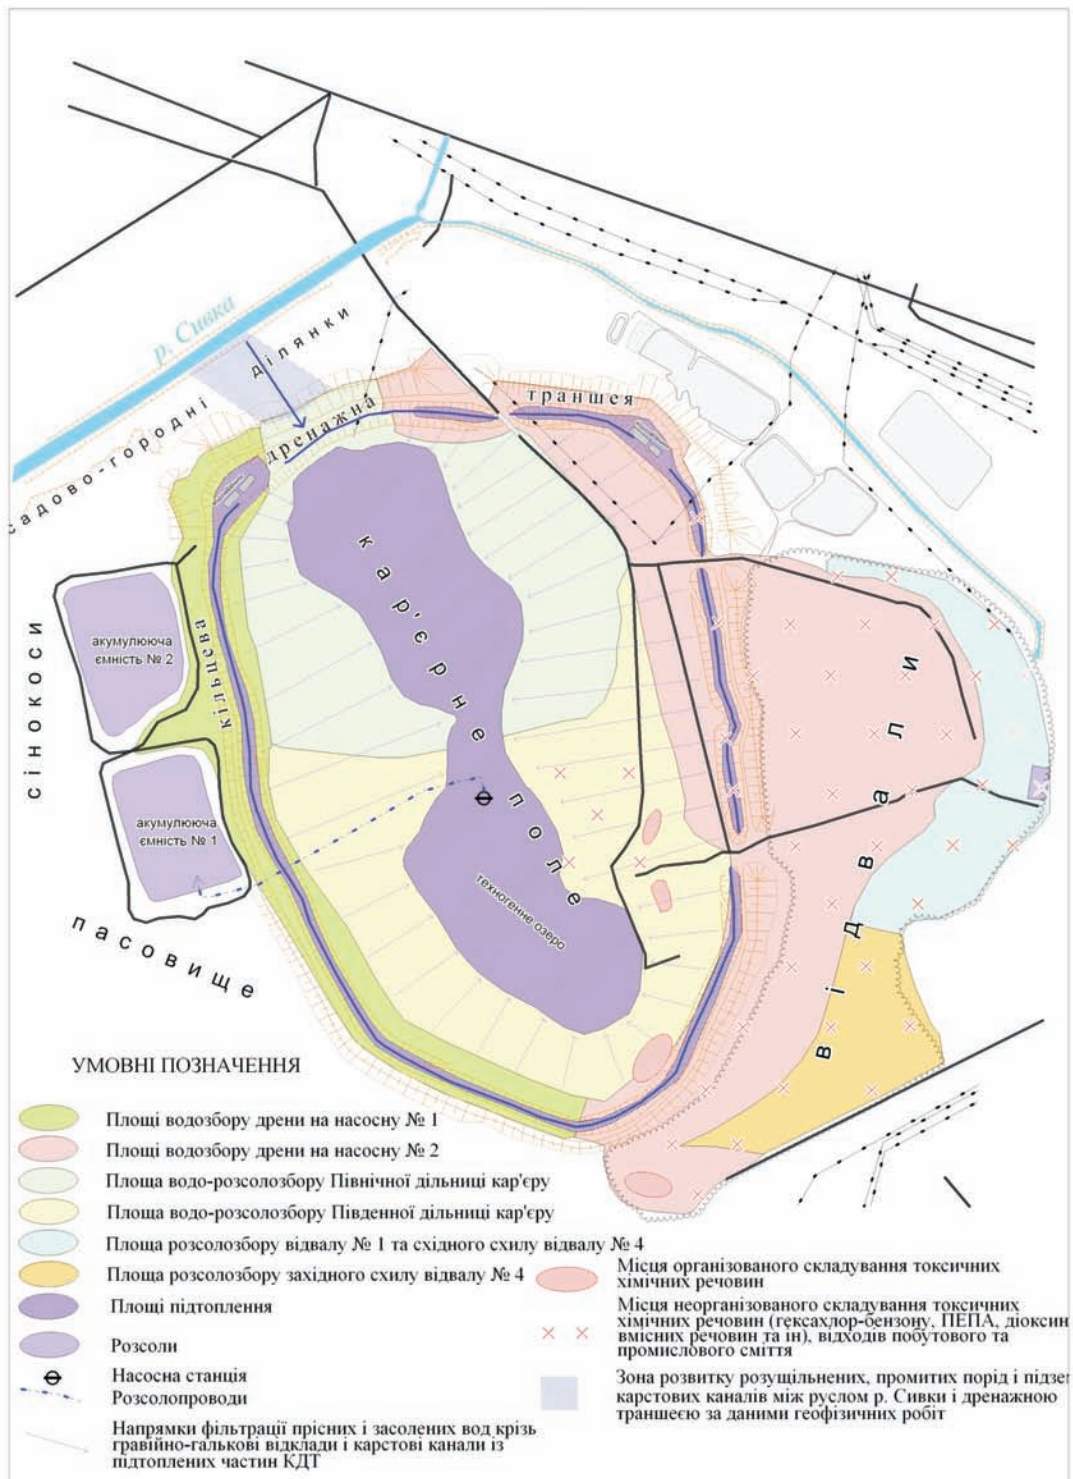 р. Сивка
садово-городні ділянки
кільцева дренажна траншея
сінокоси
пасовище
акумулююча
ємність № 2
акумулююча
ємність № 1
кар'єрне поле
техногенне озеро
відвали
УМОВНІ ПОЗНАЧЕННЯ
Площі водозбору дрени на насосну № 1
Площі водозбору дрени на насосну № 2
Площа водо-розсолозбору Північної дільниці кар'єру
Площа водо-розсолозбору Південної дільниці кар'єру
Площа розсолозбору відвалу № 1 та східного схилу відвалу № 4
Площа розсолозбору західного схилу відвалу № 4
Площі підтоплення
Розсоли
Насосна станція
Розсолопроводи
Напрямки фільтрації прісних і засолених вод крізь
гравійно-галькові відклади і карстові канали із
підтоплених частин КДТ
Місця організованого складування токсичних
хімічних речовин
Місця неорганізованого складування токсичних
хімічних речовин (гексахлор-бензону, ПЕПА, діоксин
вмісних речовин та ін), відходів побутового та
промислового сміття
Зона розвитку розущільнених, промитих порід і підзе
карстових каналів між руслом р. Сивки і дренажною
траншеєю за даними геофізичних робіт